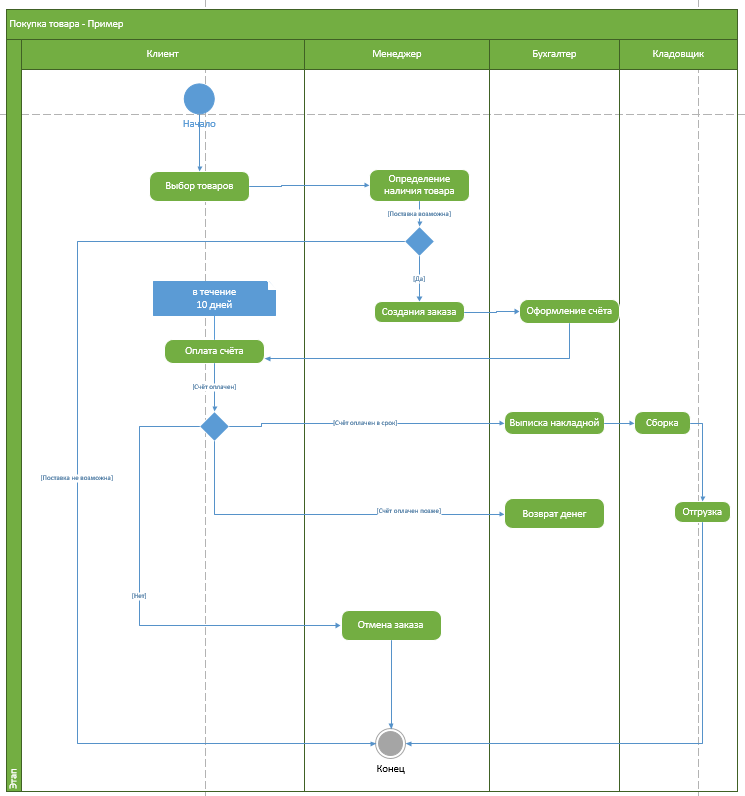 Покупка товара - Пример
Клиент
Менеджер
Бухгалтер
Кладовщик
Начало
Выбор товаров
Определение
наличия товара
[Поставка возможна]
[Да]
в течение
10 дней
Создания заказа
Оформление счёта
Оплата счёта
[Счёт оплачен]
[Счёт оплачен в срок]
Выписка накладной
Сборка
[Поставка не возможна]
[Счёт оплачен позже]
Возврат денег
Отгрузка
[Нет]
Отмена заказа
Конец
Этап